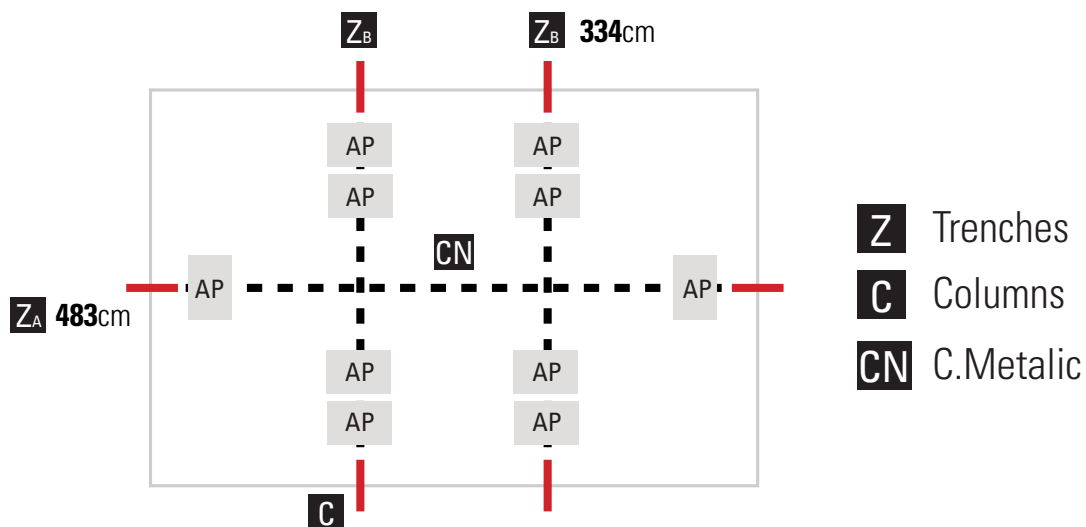 ZB
ZB 334cm
AP
AP
AP
AP
CN
AP
AP
ZA 483cm
AP
AP
AP
AP
C
Z Trenches
C Columns
CN C.Metalic